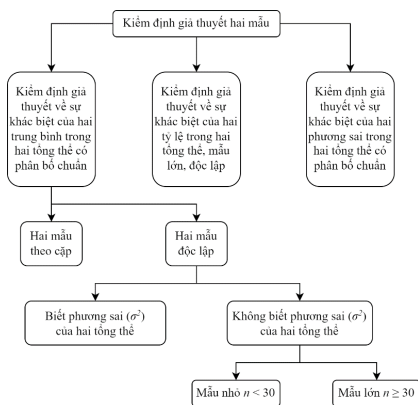 Kiểm định giả thuyết hai mẫu
Kiểm định giả
thuyết về sự
khác biệt của hai
trung bình trong
hai tổng thể có
phân bố chuẩn
Kiểm định giả
thuyết về sự
khác biệt của hai
tỷ lệ trong hai
tổng thể, mẫu
lớn, độc lập
Kiểm định giả
thuyết về sự
khác biệt của hai
phương sai trong
hai tổng thể có
phân bố chuẩn
Hai mẫu
theo cặp
Hai mẫu
độc lập
Biết phương sai (σ²)
của hai tổng thể
Không biết phương sai (σ²)
của hai tổng thể
Mẫu nhỏ n < 30
Mẫu lớn n ≥ 30